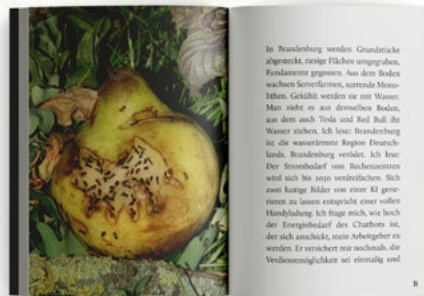 In Brandenburg werden Grundstücke
abgesteckt, riesige Flächen umgegraben,
Fundamente gegossen. Aus dem Boden
wachsen Serverfarmen, surrende Mono-
lithen. Gekühlt werden sie mit Wasser.
Man zieht es aus demselben Boden,
aus dem auch Tesla und Red Bull ihr
Wasser ziehen. Ich lese: Brandenburg
ist die wasserärmste Region Deutsch-
lands. Brandenburg verödet. Ich lese:
Der Strombedarf von Rechenzentren
wird sich bis 2030 verdreifachen. Sich
zwei lustige Bilder von einer KI gene-
rieren zu lassen entspricht einer vollen
Handyladung. Ich frage mich, wie hoch
der Energiebedarf des Chatbots ist,
der sich anschickt, mein Arbeitgeber zu
werden. Er versichert mir nochmals, die
Verdienstmöglichkeit sei einmalig und